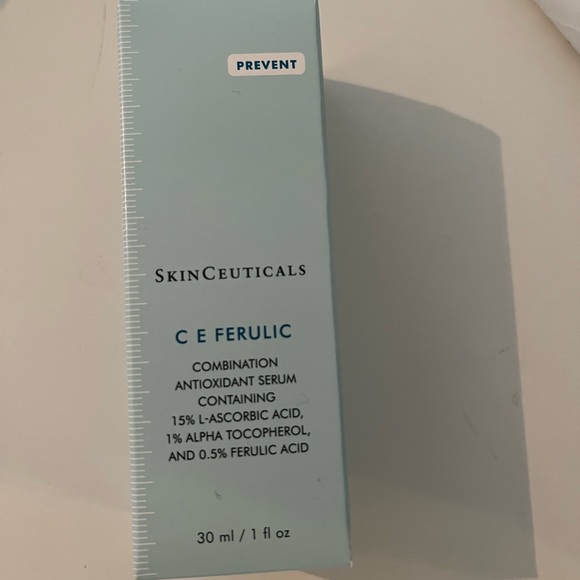 PREVENT
SKINCEUTICALS
C E FERULIC
COMBINATION
ANTIOXIDANT SERUM
CONTAINING
15% L-ASCORBIC ACID,
1% ALPHA TOCOPHEROL,
AND 0.5% FERULIC ACID
30 ml / 1 fl oz